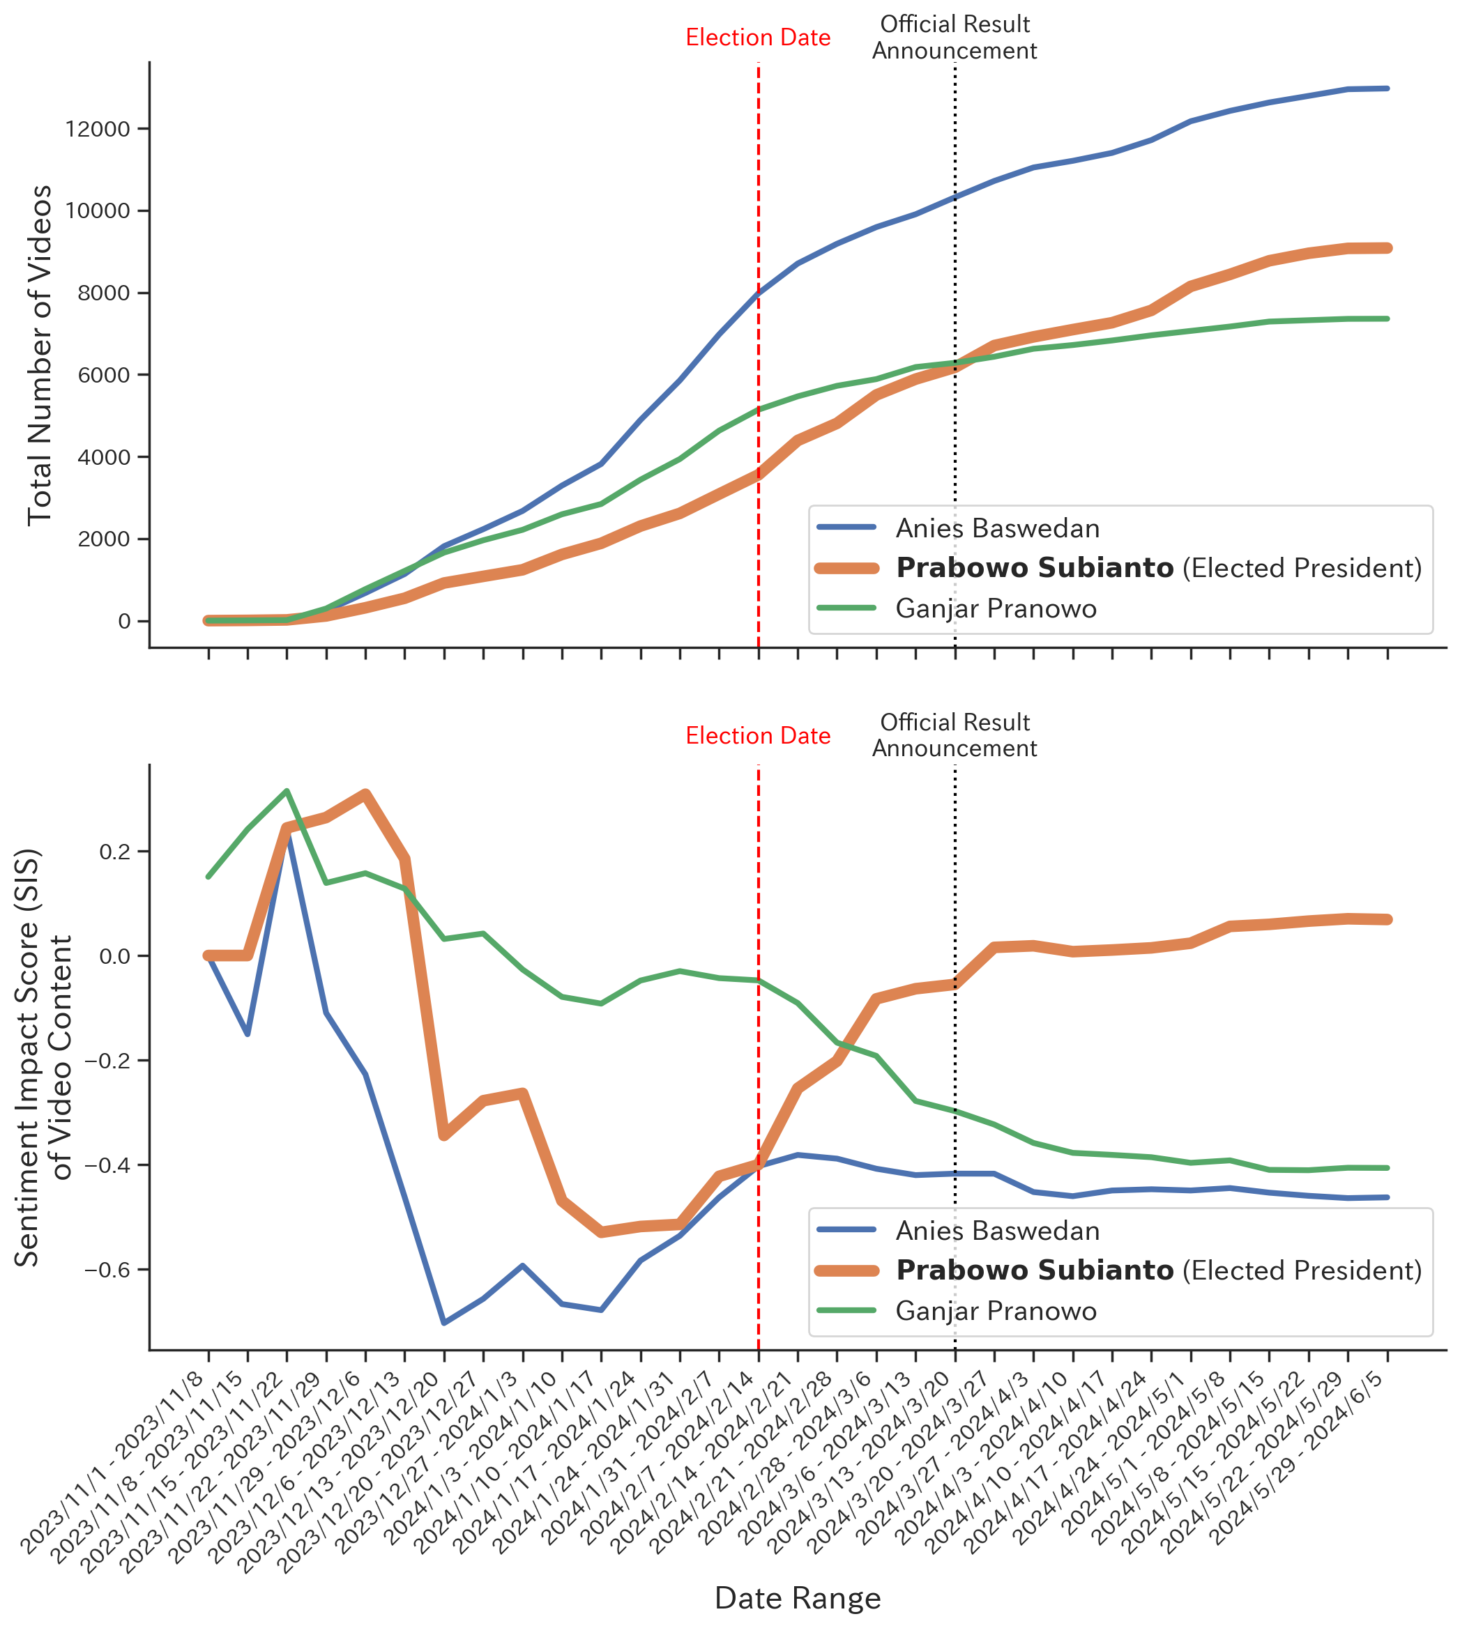 Election Date
Official Result
Announcement
Total Number of Videos
12000
10000
8000
6000
4000
2000
0
Anies Baswedan
Prabowo Subianto (Elected President)
Ganjar Pranowo
Election Date
Official Result
Announcement
Sentiment Impact Score (SIS)
of Video Content
0.2
0.0
−0.2
−0.4
−0.6
Anies Baswedan
Prabowo Subianto (Elected President)
Ganjar Pranowo
2023/11/1 - 2023/11/8
2023/11/8 - 2023/11/15
2023/11/15 - 2023/11/22
2023/11/22 - 2023/11/29
2023/11/29 - 2023/12/6
2023/12/6 - 2023/12/13
2023/12/13 - 2023/12/20
2023/12/20 - 2023/12/27
2023/12/27 - 2024/1/3
2024/1/3 - 2024/1/10
2024/1/10 - 2024/1/17
2024/1/17 - 2024/1/24
2024/1/24 - 2024/1/31
2024/1/31 - 2024/2/7
2024/2/7 - 2024/2/14
2024/2/14 - 2024/2/21
2024/2/21 - 2024/2/28
2024/2/28 - 2024/3/6
2024/3/6 - 2024/3/13
2024/3/13 - 2024/3/20
2024/3/20 - 2024/3/27
2024/3/27 - 2024/4/3
2024/4/3 - 2024/4/10
2024/4/10 - 2024/4/17
2024/4/17 - 2024/4/24
2024/4/24 - 2024/5/1
2024/5/1 - 2024/5/8
2024/5/8 - 2024/5/15
2024/5/15 - 2024/5/22
2024/5/22 - 2024/5/29
2024/5/29 - 2024/6/5
Date Range